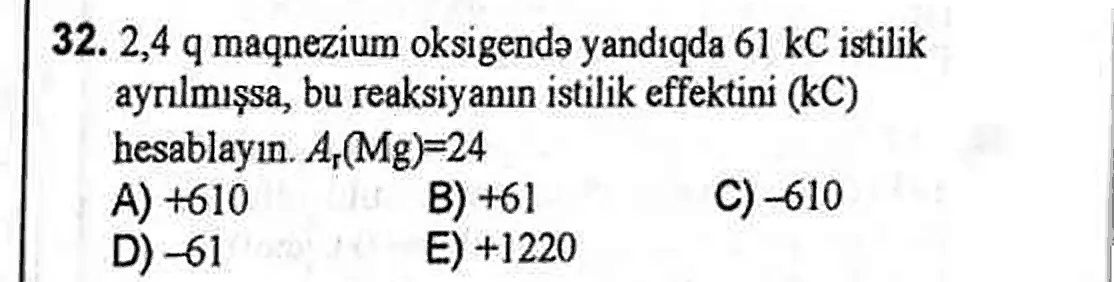 32. 2,4 q maqnezium oksigendə yandıqda 61 kC istilik
ayrılmışsa, bu reaksiyanın istilik effektini (kC)
hesablayın. Aᵣ(Mg)=24
A) +610 B) +61 C) –610
D) –61 E) +1220